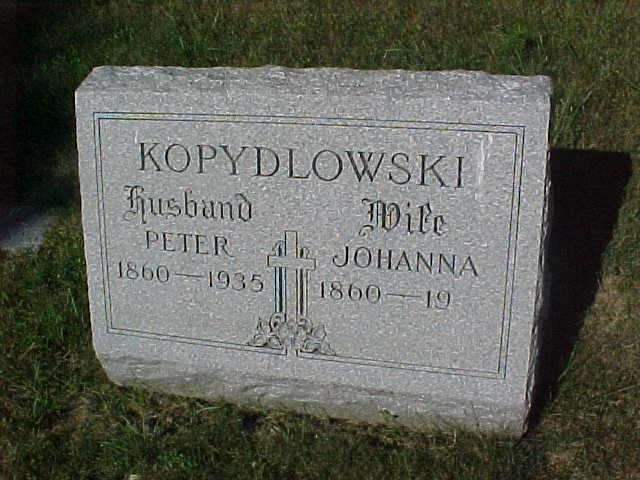 KOPYDLOWSKI
Husband Wife
PETER JOHANNA
1860—1935 1860—19